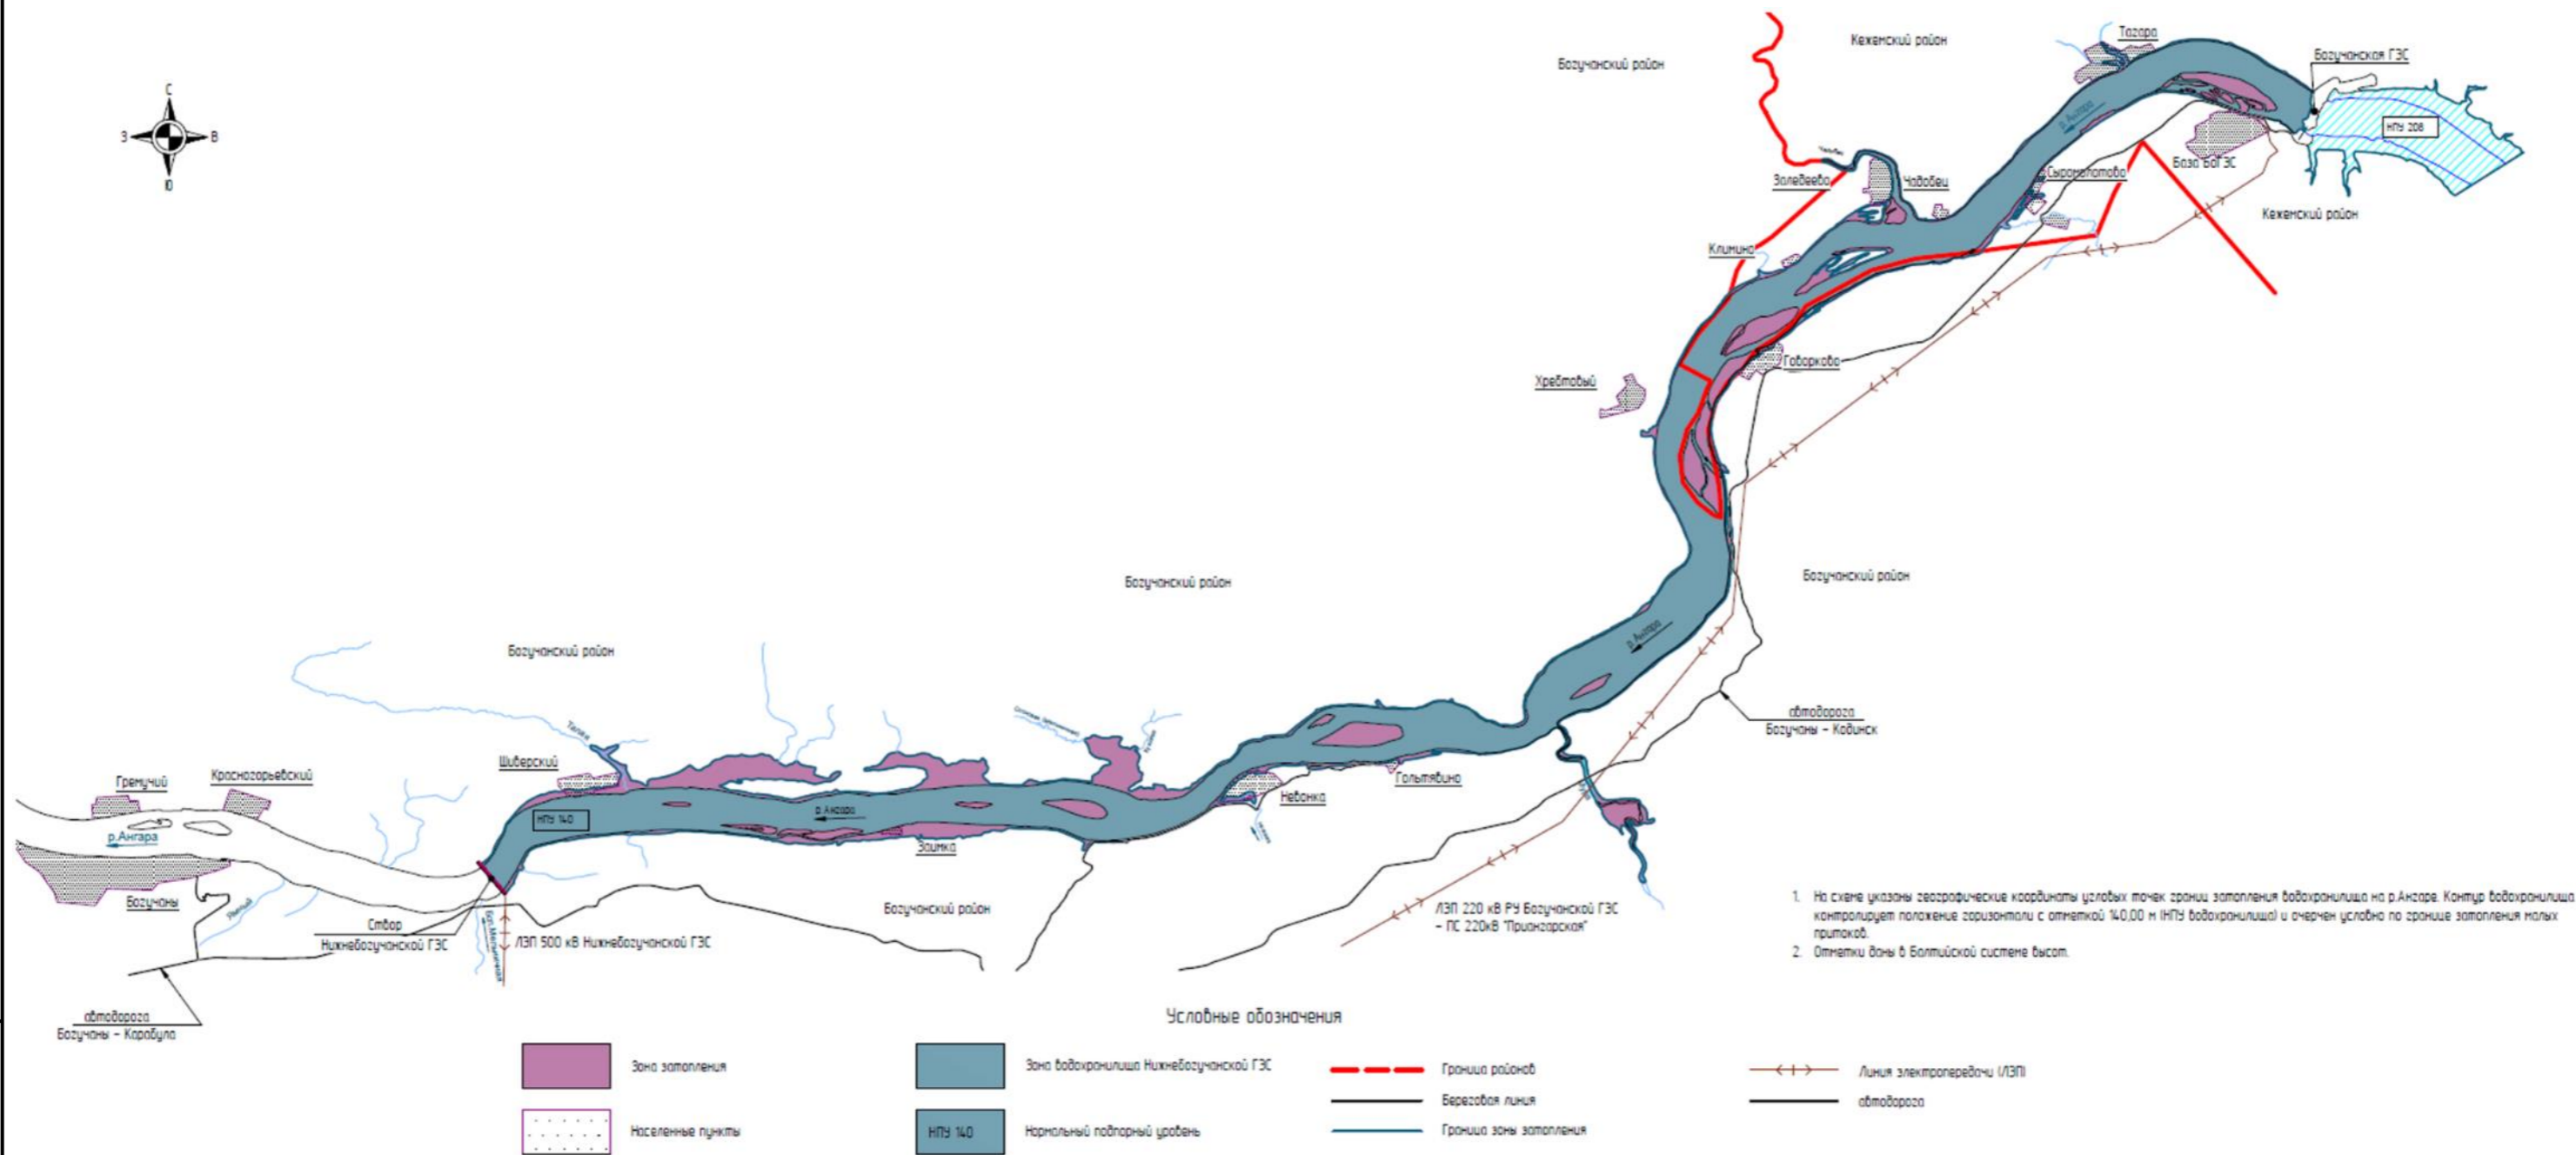 Кежемский район
Богучанский район
Тагара
Богучанская ГЭС
С
З
В
Ю
р.Ангара
НПУ 208
База БоГЭС
Заледеево
Чадобец
Сыромолотово
Кежемский район
Климино
Говорково
Хребтовый
Богучанский район
Богучанский район
р.Ангара
Богучанский район
автодорога
Богучаны - Кодинск
Шиверский
Гремучий
Красногорьевский
Гольтявино
Невонка
НПУ 140
р.Ангара
р.Ангара
Заимка
Богучаны
Створ
Нижнебогучанской ГЭС
ЛЭП 500 кВ Нижнебогучанской ГЭС
Богучанский район
ЛЭП 220 кВ РУ Богучанской ГЭС
- ПС 220кВ "Приангарская"
1. На схеме указаны географические координаты угловых точек границ затопления водохранилища на р.Ангаре. Контур водохранилища
контролирует положение горизонтали с отметкой 140,00 м (НПУ водохранилища) и очерчен условно по границе затопления малых
притоков.
2. Отметки даны в Балтийской системе высот.
автодорога
Богучаны - Карабула
Условные обозначения
Зона затопления
Зона водохранилища Нижнебогучанской ГЭС
Граница районов
Линия электропередачи (ЛЭП)
Береговая линия
автодорога
Населенные пункты
НПУ 140
Нормальный подпорный уровень
Граница зоны затопления